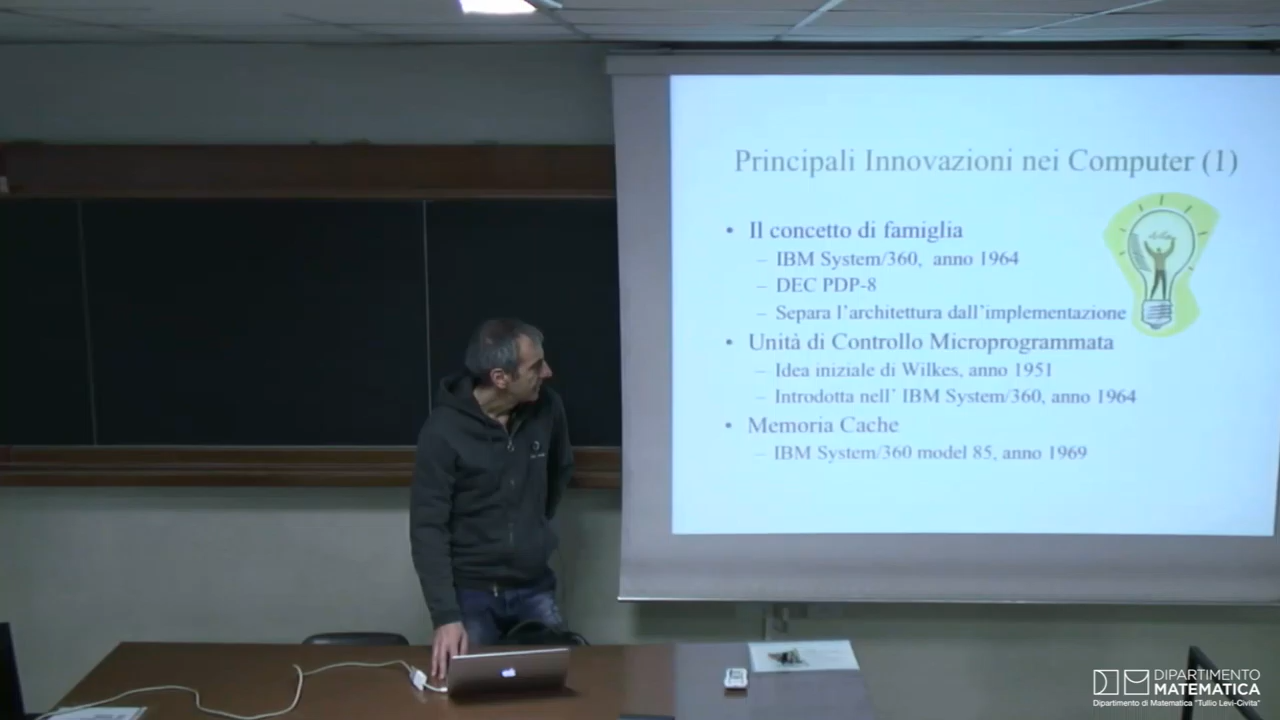 Principali Innovazioni nei Computer (1)
• Il concetto di famiglia
– IBM System/360, anno 1964
– DEC PDP-8
– Separa l'architettura dall'implementazione
• Unità di Controllo Microprogrammata
– Idea iniziale di Wilkes, anno 1951
– Introdotta nell' IBM System/360, anno 1964
• Memoria Cache
– IBM System/360 model 85, anno 1969
DIPARTIMENTO
MATEMATICA
Dipartimento di Matematica "Tullio Levi-Civita"